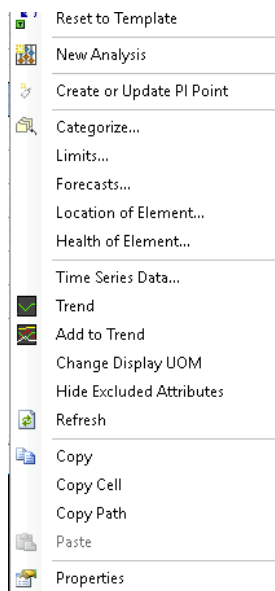 Reset to Template
New Analysis
Create or Update PI Point
Categorize...
Limits...
Forecasts...
Location of Element...
Health of Element...
Time Series Data...
Trend
Add to Trend
Change Display UOM
Hide Excluded Attributes
Refresh
Copy
Copy Cell
Copy Path
Paste
Properties